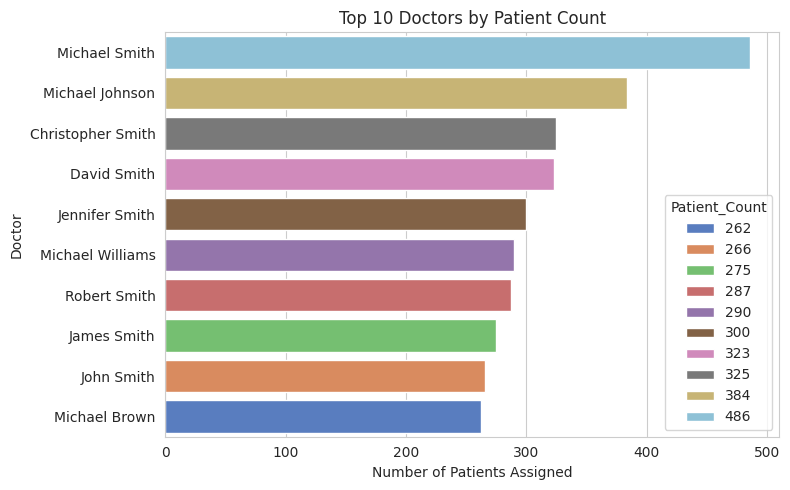 Top 10 Doctors by Patient Count
Doctor
Michael Smith
Michael Johnson
Christopher Smith
David Smith
Jennifer Smith
Michael Williams
Robert Smith
James Smith
John Smith
Michael Brown
Patient_Count
262
266
275
287
290
300
323
325
384
486
0 100 200 300 400 500
Number of Patients Assigned